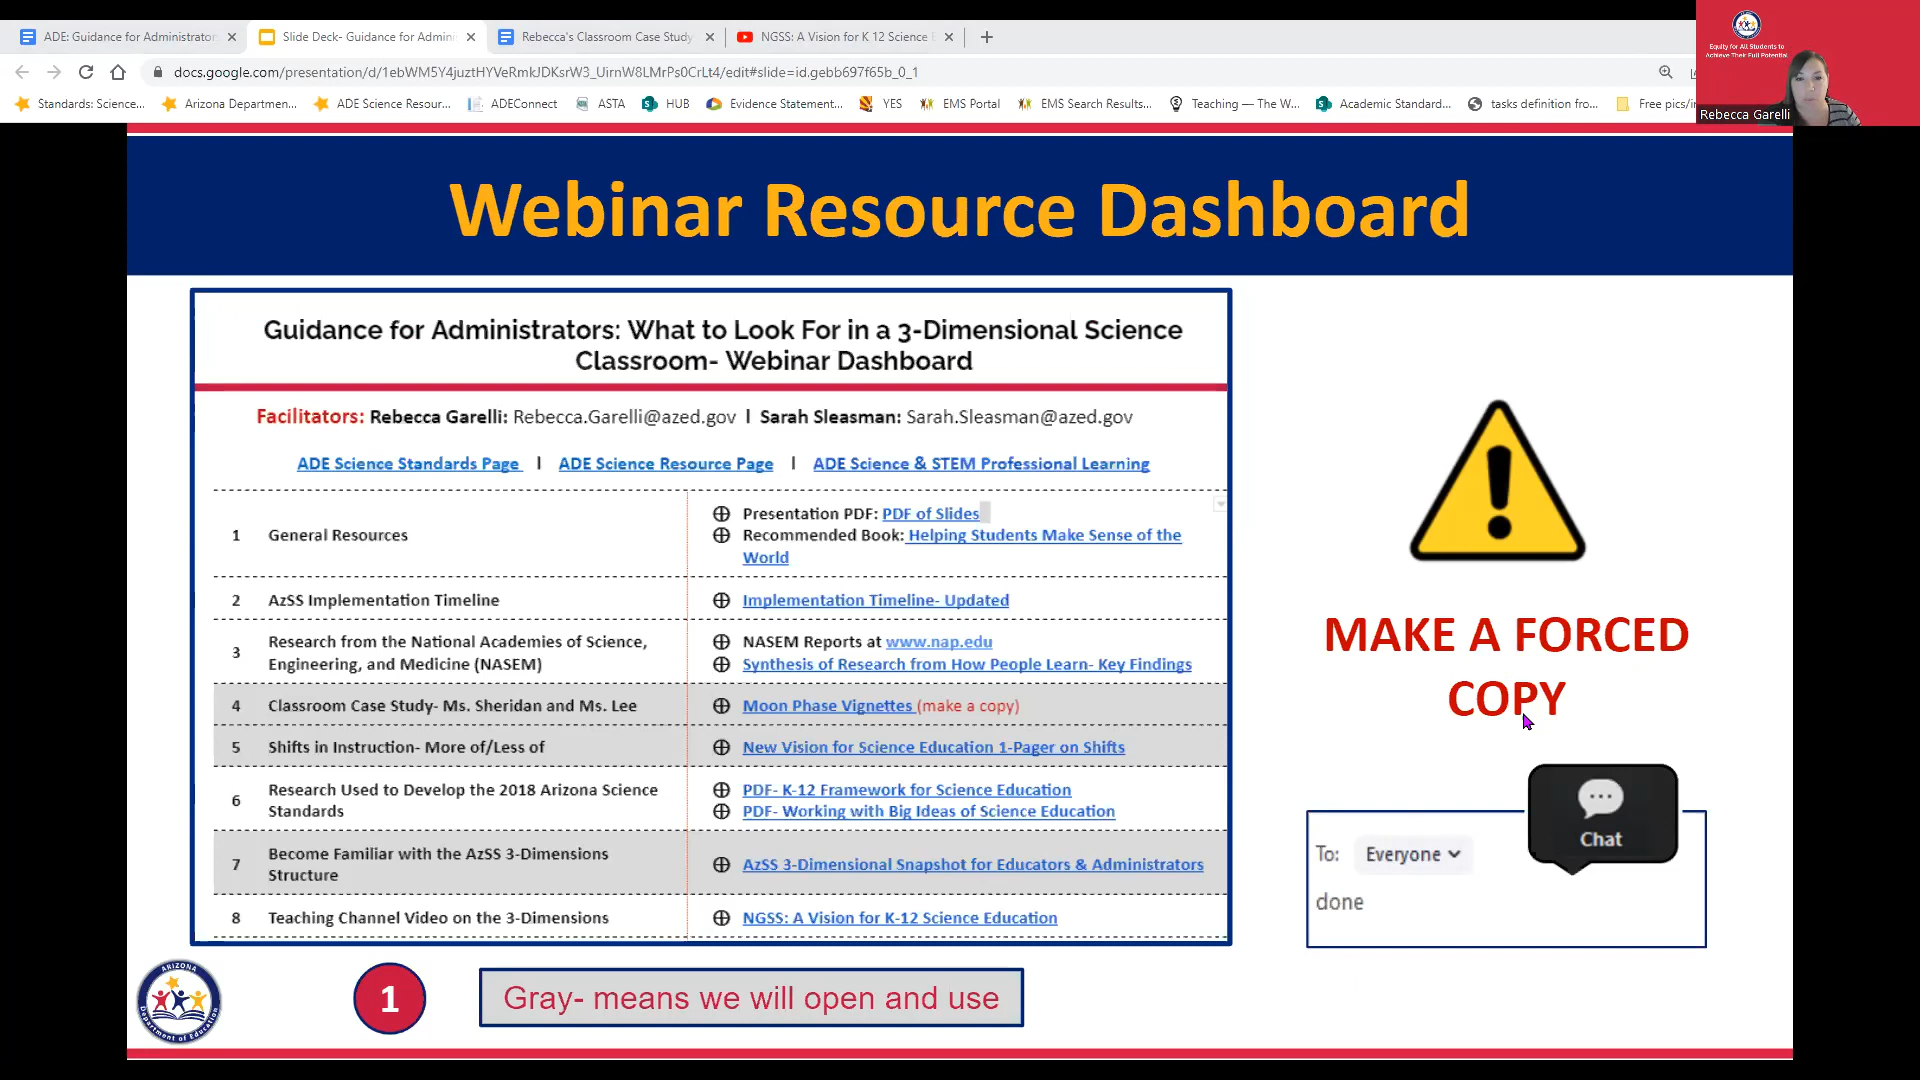 ADE: Guidance for Administrator
Slide Deck- Guidance for Admin
Rebecca's Classroom Case Study
NGSS: A Vision for K 12 Science E
docs.google.com/presentation/d/1ebWM5Y4juztHYVeRmkJDKsrW3_UirnW8LMrPs0CrLt4/edit#slide=id.gebb697f65b_0_1
Standards: Science...
Arizona Departmen...
ADE Science Resour...
ADEConnect
ASTA
HUB
Evidence Statement...
YES
EMS Portal
EMS Search Results...
Teaching — The W...
Academic Standard...
tasks definition fro...
Free pics/i
Equity for All Students to
Achieve Their Full Potential
Rebecca Garelli
Webinar Resource Dashboard
Guidance for Administrators: What to Look For in a 3-Dimensional Science
Classroom- Webinar Dashboard
Facilitators: Rebecca Garelli: Rebecca.Garelli@azed.gov | Sarah Sleasman: Sarah.Sleasman@azed.gov
ADE Science Standards Page | ADE Science Resource Page | ADE Science & STEM Professional Learning
1 General Resources
Presentation PDF: PDF of Slides
Recommended Book: Helping Students Make Sense of the
World
2 AzSS Implementation Timeline
Implementation Timeline- Updated
3 Research from the National Academies of Science,
Engineering, and Medicine (NASEM)
NASEM Reports at www.nap.edu
Synthesis of Research from How People Learn- Key Findings
4 Classroom Case Study- Ms. Sheridan and Ms. Lee
Moon Phase Vignettes (make a copy)
5 Shifts in Instruction- More of/Less of
New Vision for Science Education 1-Pager on Shifts
6 Research Used to Develop the 2018 Arizona Science
Standards
PDF- K-12 Framework for Science Education
PDF- Working with Big Ideas of Science Education
7 Become Familiar with the AzSS 3-Dimensions
Structure
AzSS 3-Dimensional Snapshot for Educators & Administrators
8 Teaching Channel Video on the 3-Dimensions
NGSS: A Vision for K-12 Science Education
MAKE A FORCED
COPY
Chat
To: Everyone
done
ARIZONA
Department of Education
1
Gray- means we will open and use